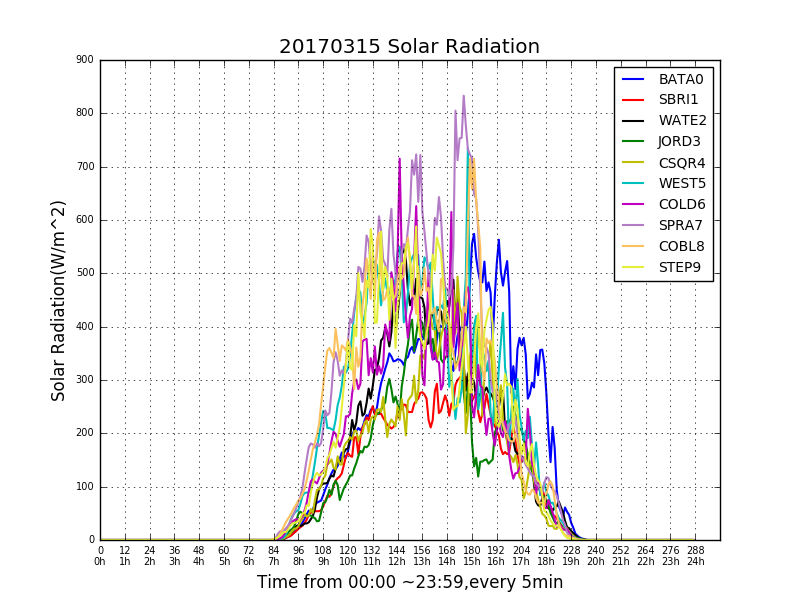 20170315 Solar Radiation
Solar Radiation(W/m^2)
900
800
700
600
500
400
300
200
100
0
BATA0
SBRI1
WATE2
JORD3
CSQR4
WEST5
COLD6
SPRA7
COBL8
STEP9
0 12 24 36 48 60 72 84 96 108 120 132 144 156 168 180 192 204 216 228 240 252 264 276 288
0h 1h 2h 3h 4h 5h 6h 7h 8h 9h 10h 11h 12h 13h 14h 15h 16h 17h 18h 19h 20h 21h 22h 23h 24h
Time from 00:00 ~23:59,every 5min